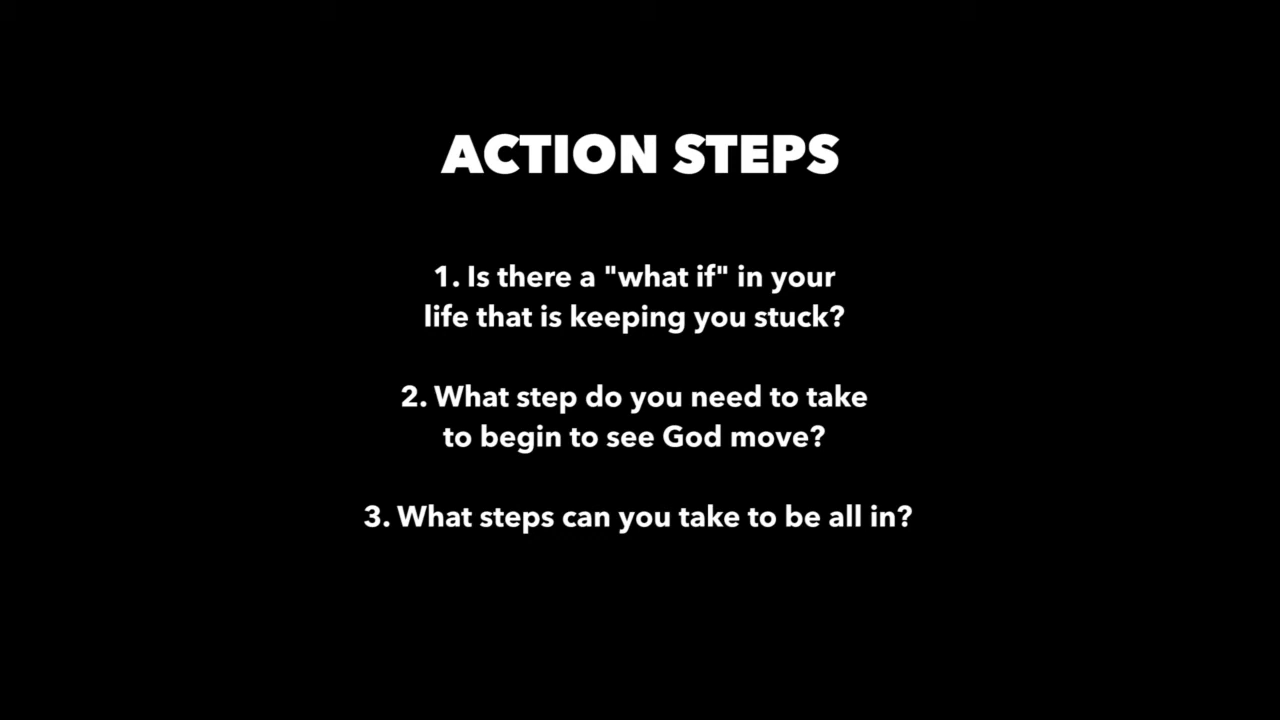 ACTION STEPS
1. Is there a "what if" in your
life that is keeping you stuck?
2. What step do you need to take
to begin to see God move?
3. What steps can you take to be all in?